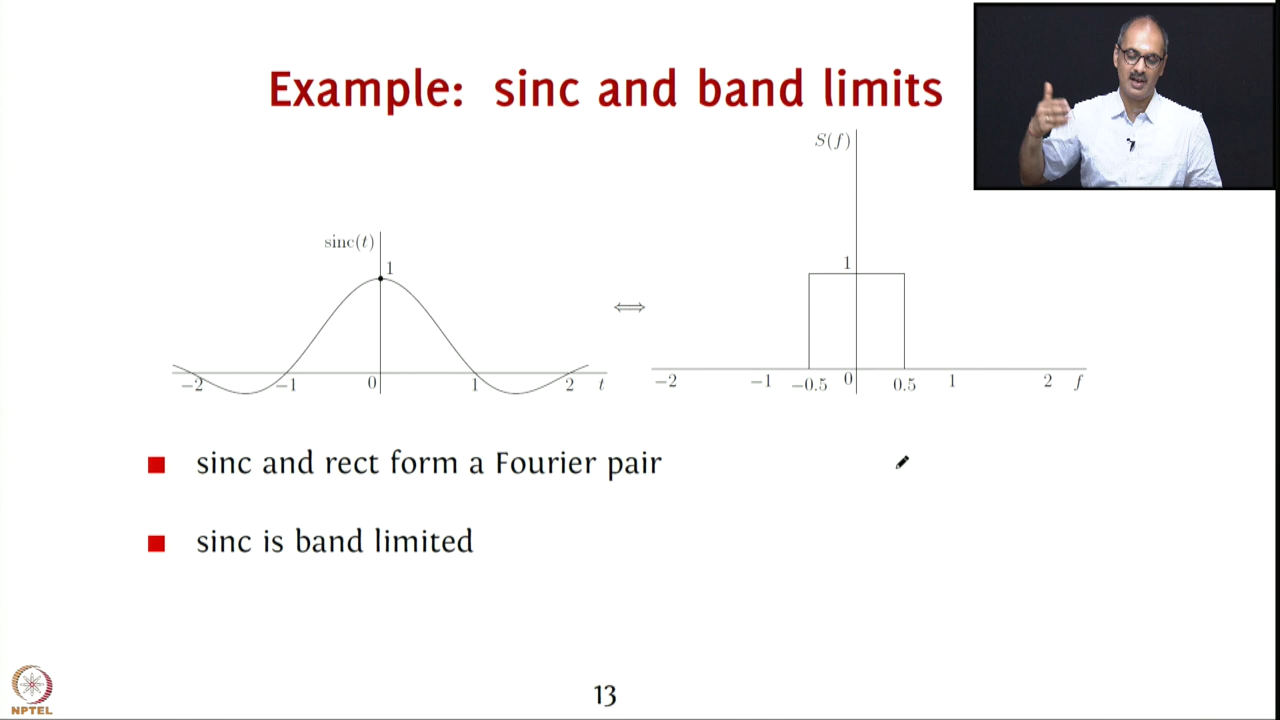 Example: sinc and band limits
sinc(t)
1
−2 −1 0 1 2 t
⟺
S(f)
1
−2 −1 −0.5 0 0.5 1 2 f
sinc and rect form a Fourier pair
sinc is band limited
13
NPTEL